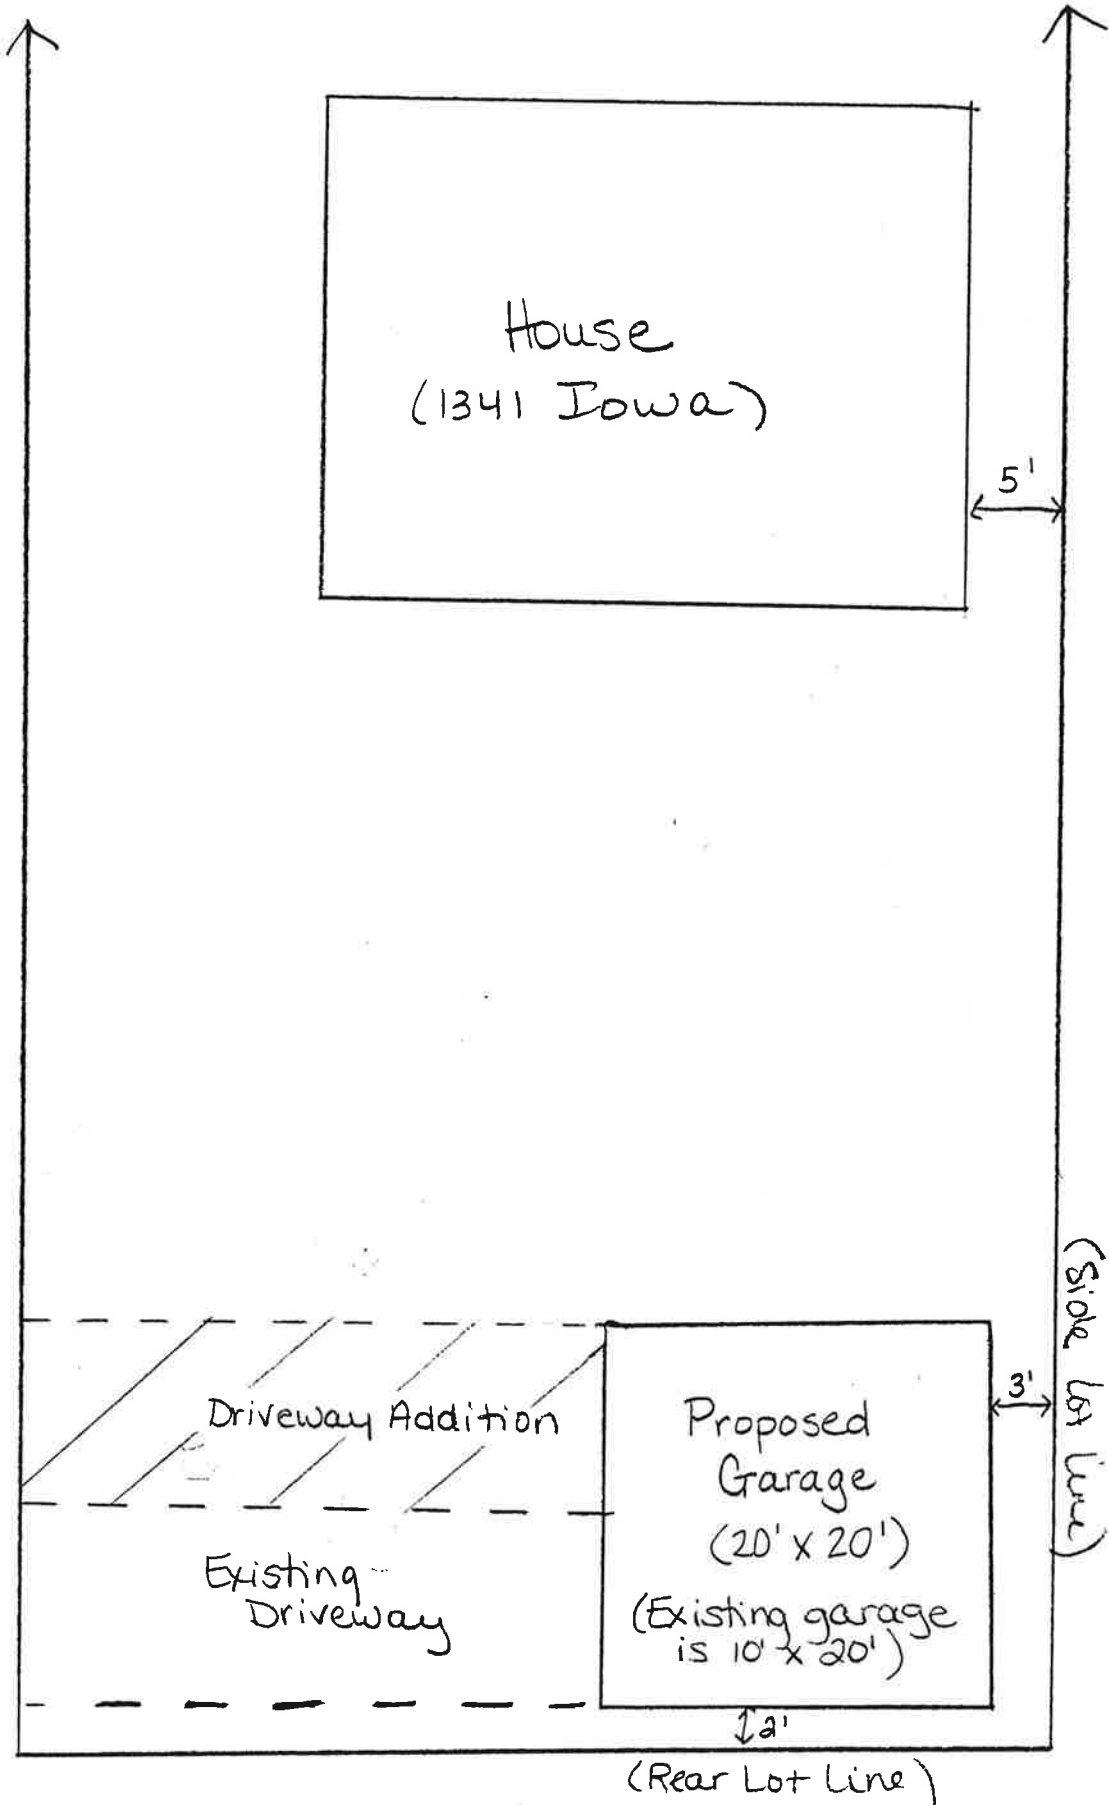 House
(1341 Iowa)
5'
(Side Lot Line)
3'
Driveway Addition
Proposed
Garage
(20' x 20')
(Existing garage
is 10' x 20')
Existing
Driveway
2'
(Rear Lot Line)